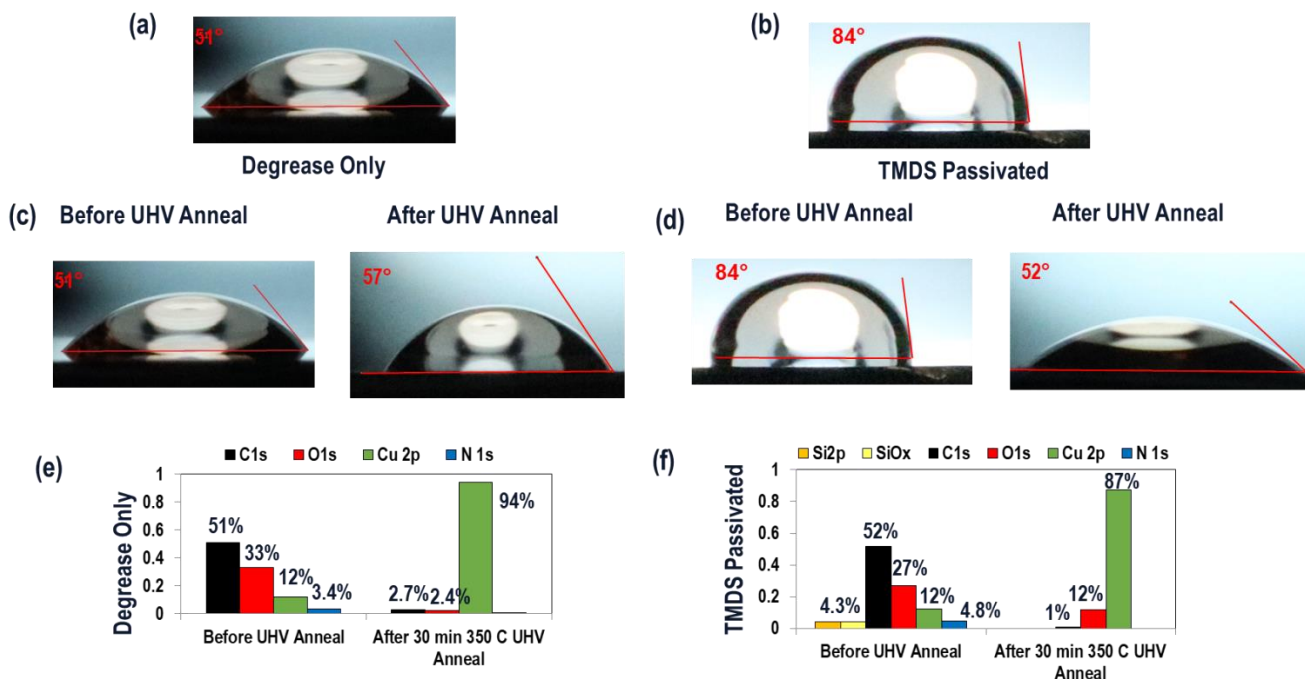 (a)
51°
Degrease Only
(b)
84°
TMDS Passivated
(c)
Before UHV Anneal
After UHV Anneal
51°
57°
(d)
Before UHV Anneal
After UHV Anneal
84°
52°
(e)
C1s O1s Cu 2p N 1s
Degrease Only
1
0.8
0.6
0.4
0.2
0
51%
33%
12%
3.4%
2.7%
2.4%
94%
Before UHV Anneal
After 30 min 350 C UHV
Anneal
(f)
Si2p SiOx C1s O1s Cu 2p N 1s
TMDS Passivated
1
0.8
0.6
0.4
0.2
0
4.3%
52%
27%
12%
4.8%
1%
12%
87%
Before UHV Anneal
After 30 min 350 C UHV
Anneal